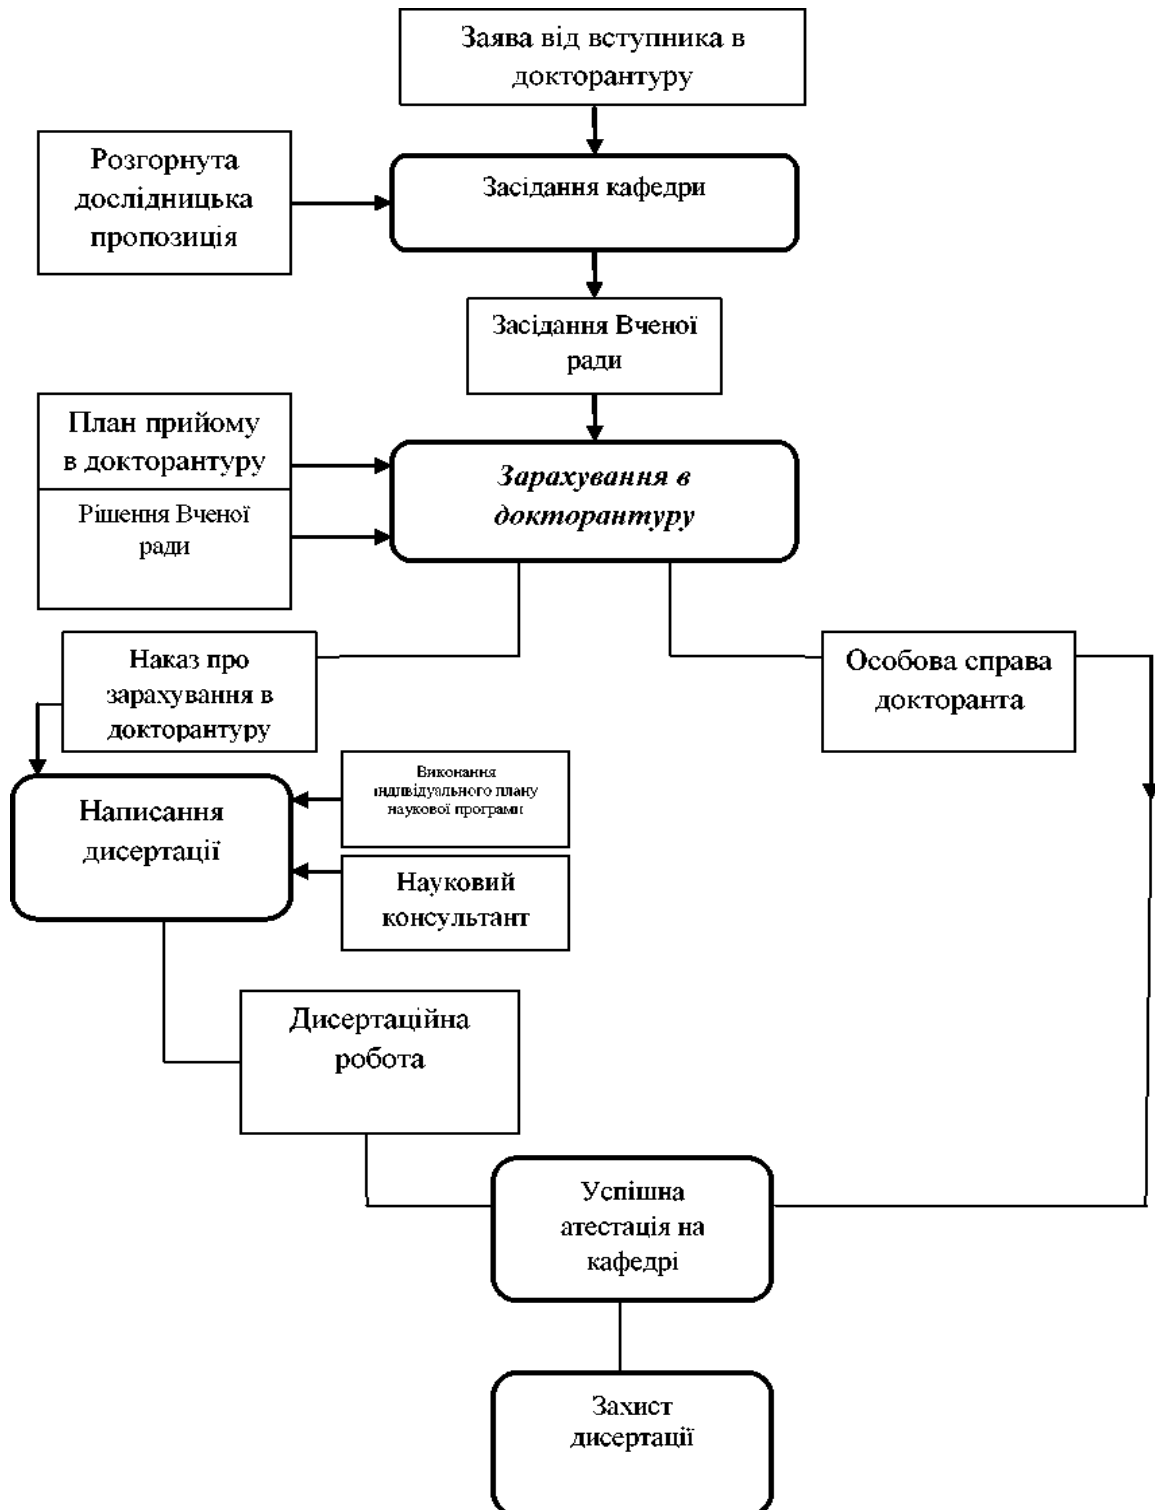 Заява від вступника в
докторантуру
Розгорнута
дослідницька
пропозиція
Засідання кафедри
Засідання Вченої
ради
План прийому
в докторантуру
Рішення Вченої
ради
Зарахування в
докторантуру
Наказ про
зарахування в
докторантуру
Особова справа
докторанта
Написання
дисертації
Виконання
індивідуального плану
наукової програми
Науковий
консультант
Дисертаційна
робота
Успішна
атестація на
кафедрі
Захист
дисертації